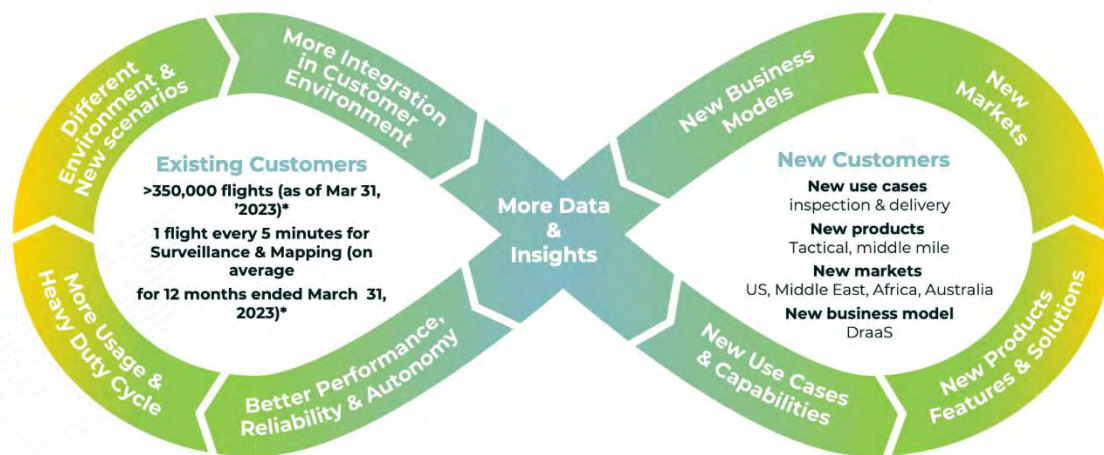 Different
Environment &
New scenarios
More Integration
in Customer
Environment
More Usage &
Heavy Duty Cycle
Better Performance,
Reliability & Autonomy
Existing Customers
>350,000 flights (as of Mar 31,
’2023)*
1 flight every 5 minutes for
Surveillance & Mapping (on
average
for 12 months ended March 31,
2023)*
More Data
&
Insights
New Business
Models
New
Markets
New Use Cases
& Capabilities
New Products
Features & Solutions
New Customers
New use cases
inspection & delivery
New products
Tactical, middle mile
New markets
US, Middle East, Africa, Australia
New business model
DraaS